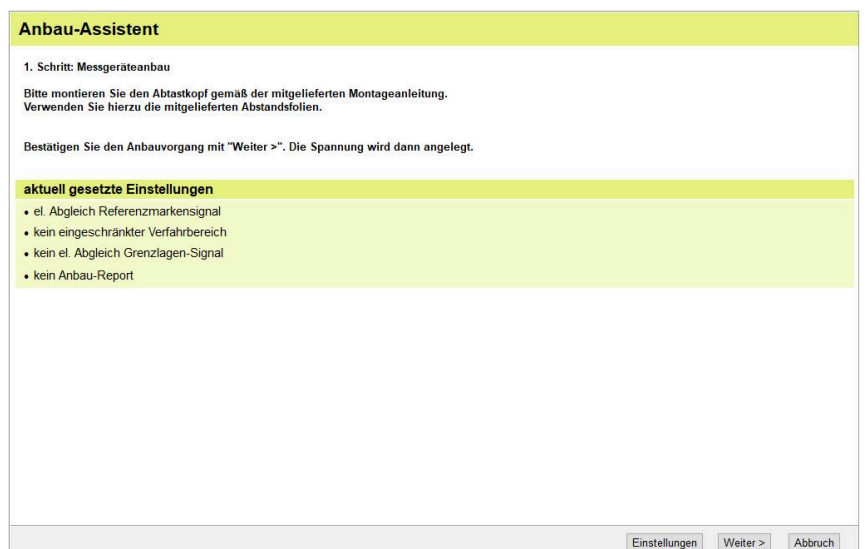 Anbau-Assistent
1. Schritt: Messgeräteanbau
Bitte montieren Sie den Abtastkopf gemäß der mitgelieferten Montageanleitung.
Verwenden Sie hierzu die mitgelieferten Abstandsfolien.
Bestätigen Sie den Anbauvorgang mit "Weiter >". Die Spannung wird dann angelegt.
aktuell gesetzte Einstellungen
• el. Abgleich Referenzmarkensignal
• kein eingeschränkter Verfahrbereich
• kein el. Abgleich Grenzlagen-Signal
• kein Anbau-Report
Einstellungen Weiter > Abbruch